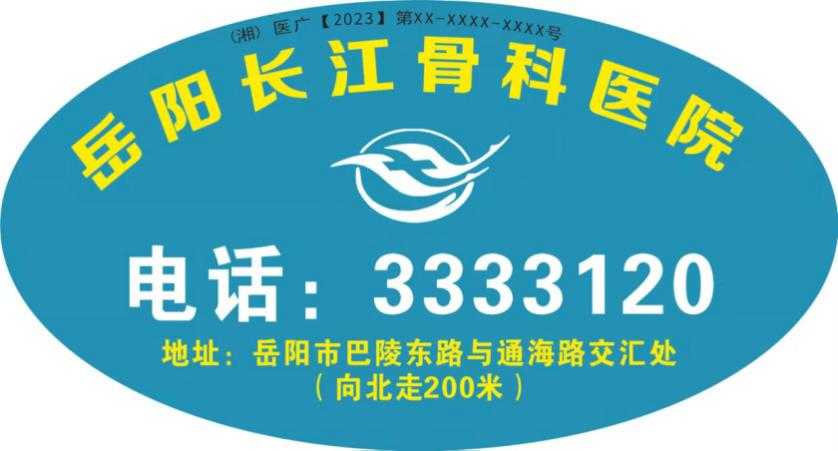 (湘)医广【2023】第XX-XXXX-XXXX号
岳阳长江骨科医院
电话：3333120
地址：岳阳市巴陵东路与通海路交汇处
（向北走200米）